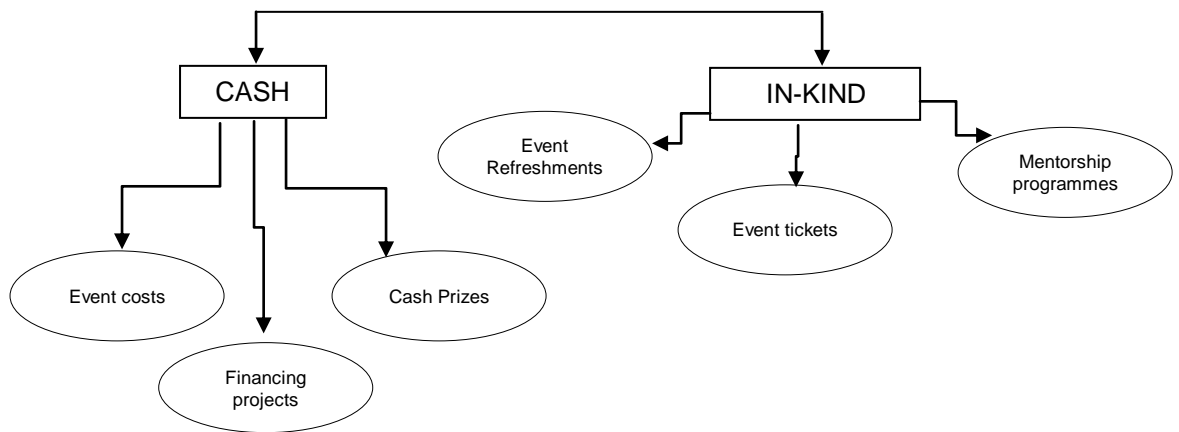 CASH
IN-KIND
Event
Refreshments
Mentorship
programmes
Event tickets
Event costs
Cash Prizes
Financing
projects